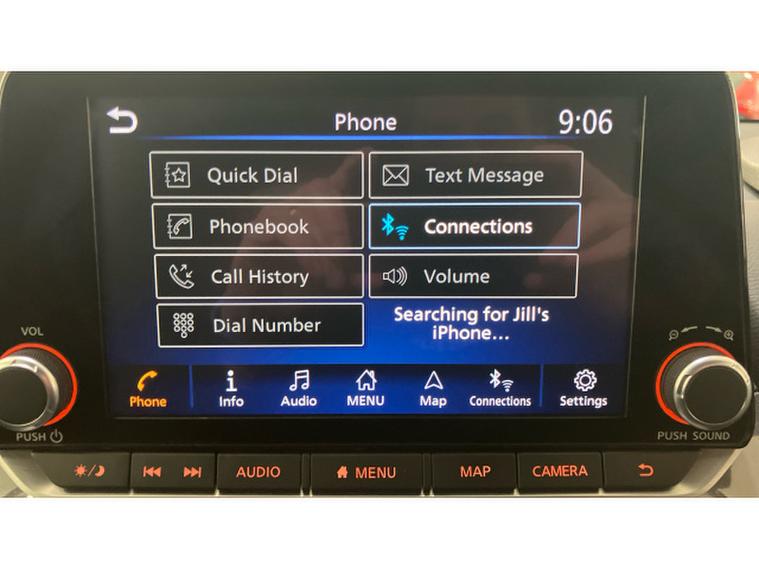 Phone 9:06
Quick Dial
Text Message
Phonebook
Connections
Call History
Volume
Dial Number
Searching for Jill's
iPhone...
Phone Info Audio MENU Map Connections Settings
VOL
PUSH
PUSH SOUND
AUDIO MENU MAP CAMERA